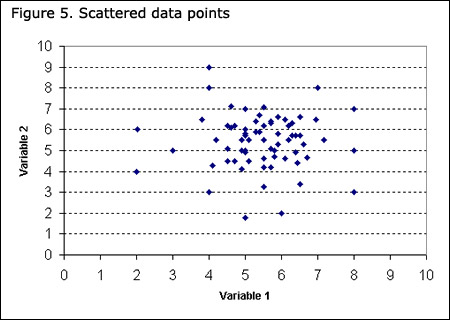 Figure 5. Scattered data points
10
9
8
7
6
5
4
3
2
1
0
Variable 2
0 1 2 3 4 5 6 7 8 9 10
Variable 1